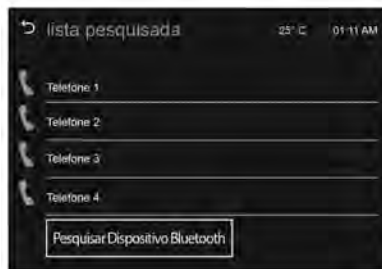 lista pesquisada 25° C 01:11 AM
Telefone 1
Telefone 2
Telefone 3
Telefone 4
Pesquisar Dispositivo Bluetooth